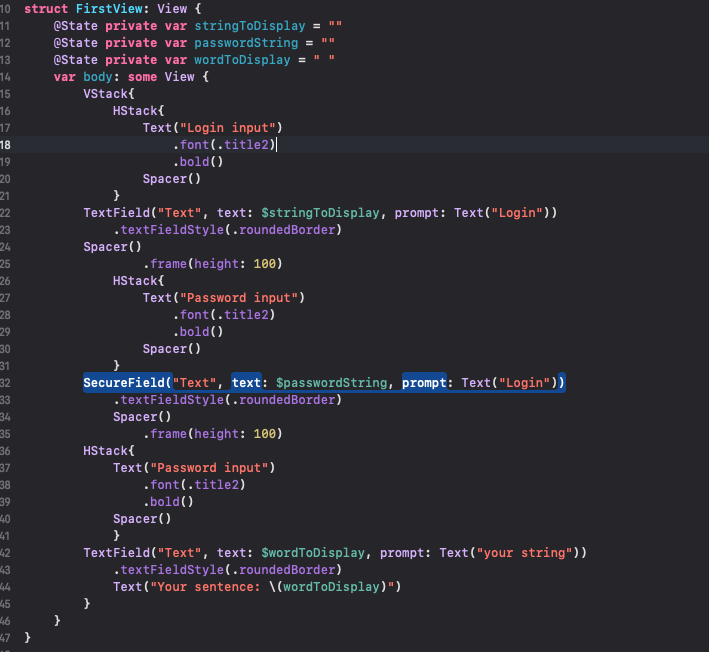 10 struct FirstView: View {
11     @State private var stringToDisplay = ""
12     @State private var passwordString = ""
13     @State private var wordToDisplay = " "
14     var body: some View {
15         VStack{
16             HStack{
17                 Text("Login input")
18                     .font(.title2)
19                     .bold()
20                 Spacer()
21             }
22         TextField("Text", text: $stringToDisplay, prompt: Text("Login"))
23             .textFieldStyle(.roundedBorder)
24         Spacer()
25                 .frame(height: 100)
26             HStack{
27                 Text("Password input")
28                     .font(.title2)
29                     .bold()
30                 Spacer()
31             }
32         SecureField("Text", text: $passwordString, prompt: Text("Login"))
33             .textFieldStyle(.roundedBorder)
34             Spacer()
35                 .frame(height: 100)
36         HStack{
37             Text("Password input")
38                 .font(.title2)
39                 .bold()
40             Spacer()
41             }
42         TextField("Text", text: $wordToDisplay, prompt: Text("your string"))
43             .textFieldStyle(.roundedBorder)
44             Text("Your sentence: \(wordToDisplay)")
45         }
46     }
47 }